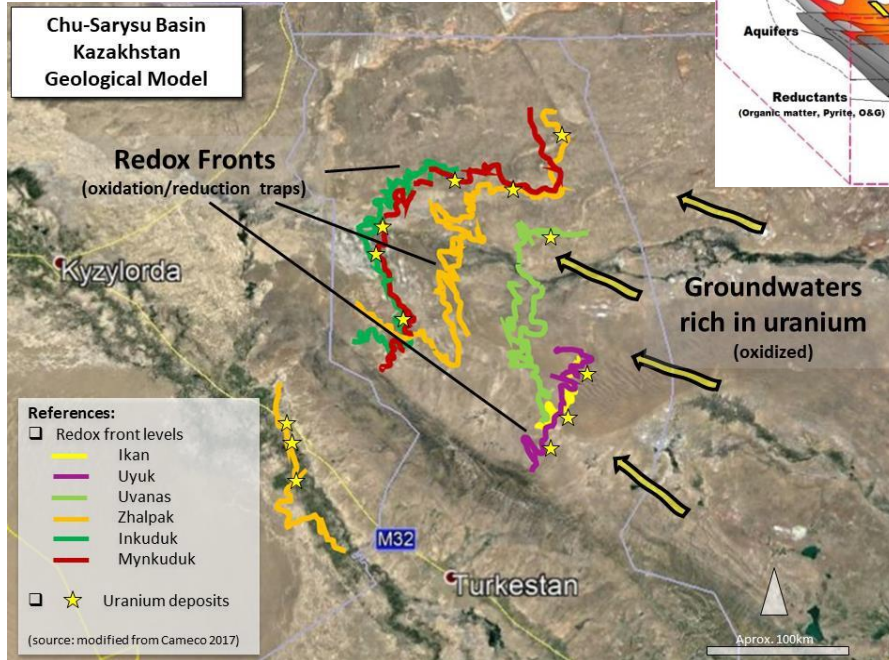 Chu-Sarysu Basin
Kazakhstan
Geological Model
Aquifers
Reductants
(Organic matter, Pyrite, O&G)
Redox Fronts
(oxidation/reduction traps)
Kyzylorda
Groundwaters
rich in uranium
(oxidized)
References:
Redox front levels
Ikan
Uyuk
Uvanas
Zhalpak
Inkuduk
Mynkuduk
Uranium deposits
(source: modified from Cameco 2017)
M32
Turkestan
Aprox. 100km